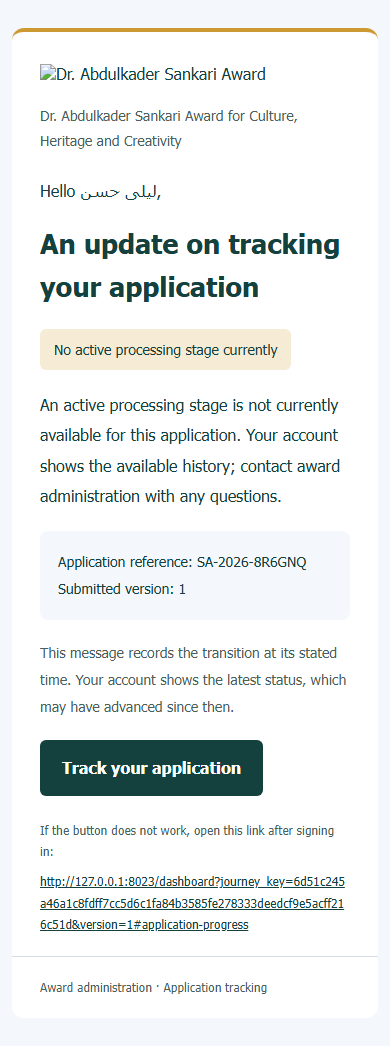 Dr. Abdulkader Sankari Award
Dr. Abdulkader Sankari Award for Culture,
Heritage and Creativity
Hello ليلى حسن,
An update on tracking
your application
No active processing stage currently
An active processing stage is not currently
available for this application. Your account
shows the available history; contact award
administration with any questions.
Application reference: SA-2026-8R6GNQ
Submitted version: 1
This message records the transition at its stated
time. Your account shows the latest status, which
may have advanced since then.
Track your application
If the button does not work, open this link after signing
in:
http://127.0.0.1:8023/dashboard?journey_key=6d51c245
a46a1c8fdff7cc5d6c1fa84b3585fe278333deedcf9e5acff21
6c51d&version=1#application-progress
Award administration · Application tracking